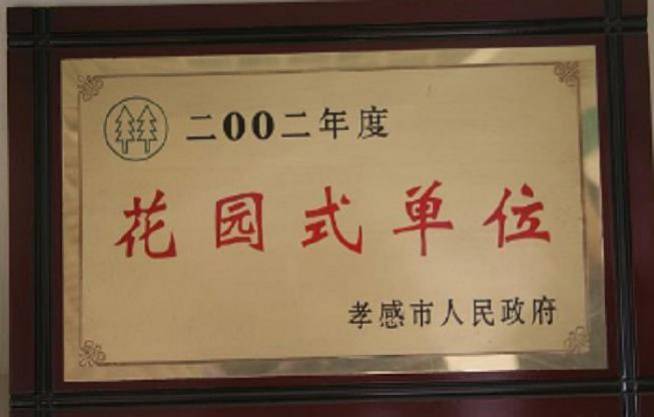 二00二年度
花园式单位
孝感市人民政府